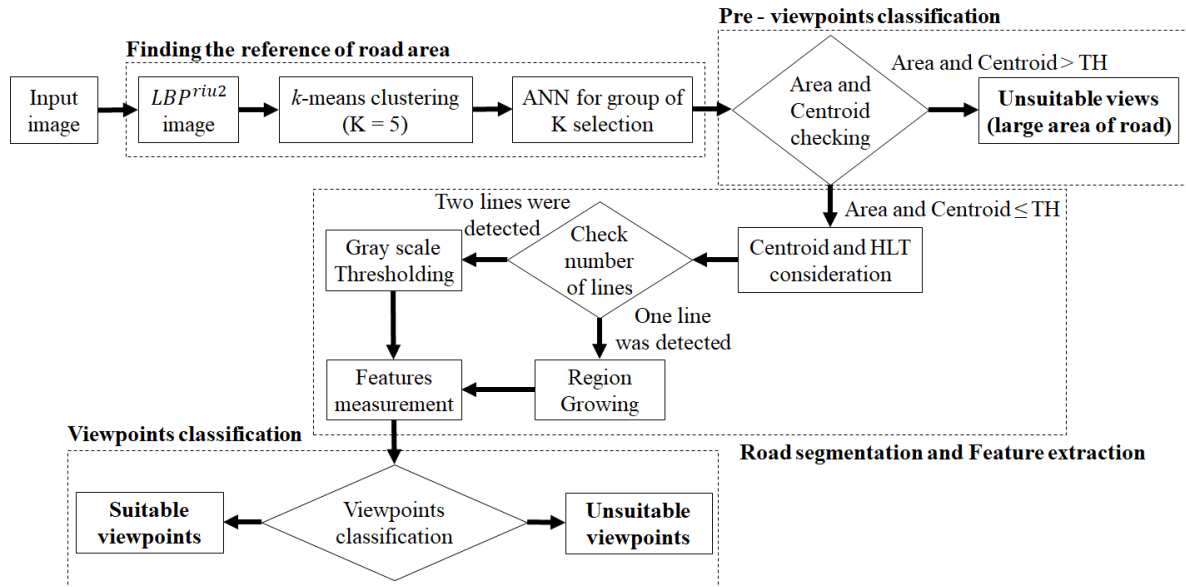 Pre - viewpoints classification
Finding the reference of road area
Input
image
LBP^{riu2}
image
k-means clustering
(K = 5)
ANN for group of
K selection
Area and
Centroid
checking
Area and Centroid > TH
Unsuitable views
(large area of road)
Area and Centroid ≤ TH
Centroid and HLT
consideration
Check
number
of lines
Two lines were
detected
Gray scale
Thresholding
One line
was detected
Region
Growing
Features
measurement
Road segmentation and Feature extraction
Viewpoints classification
Viewpoints
classification
Suitable
viewpoints
Unsuitable
viewpoints